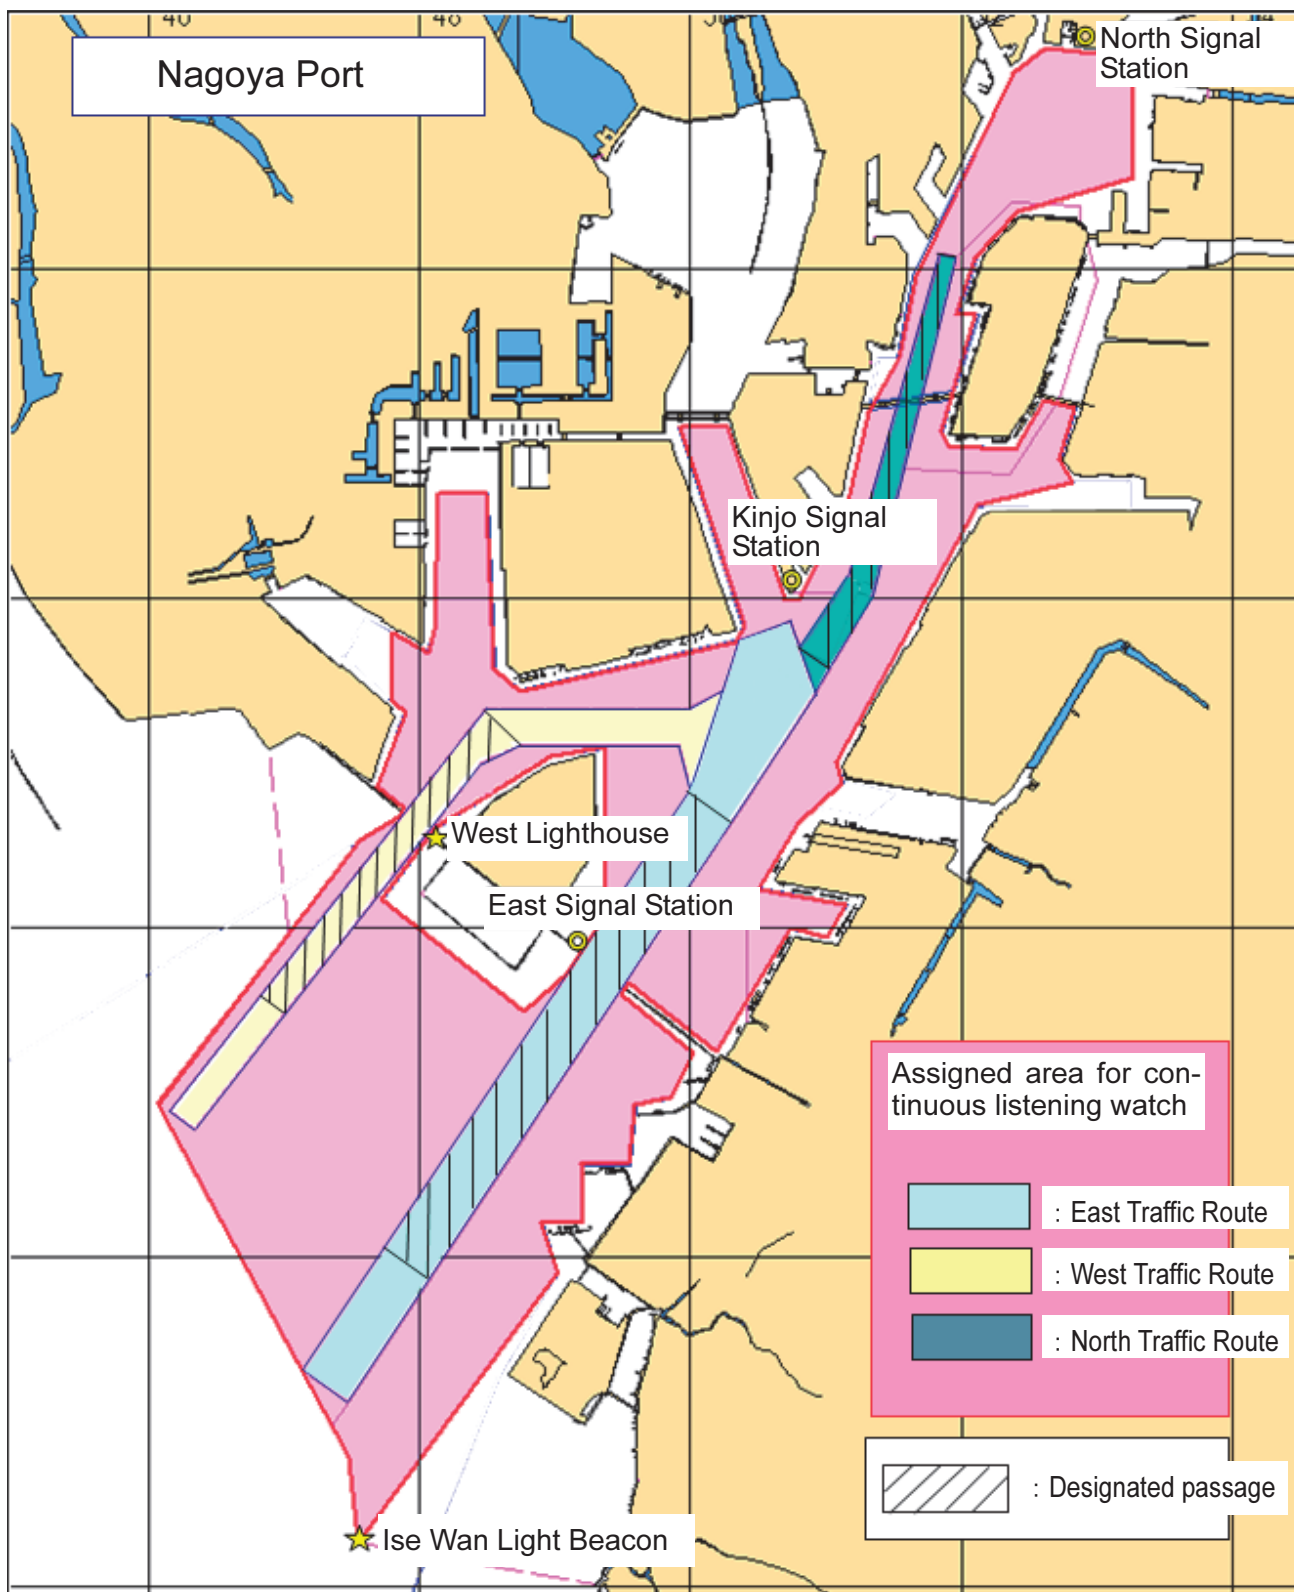 Nagoya Port
North Signal
Station
Kinjo Signal
Station
West Lighthouse
East Signal Station
Assigned area for con-
tinuous listening watch
: East Traffic Route
: West Traffic Route
: North Traffic Route
: Designated passage
Ise Wan Light Beacon